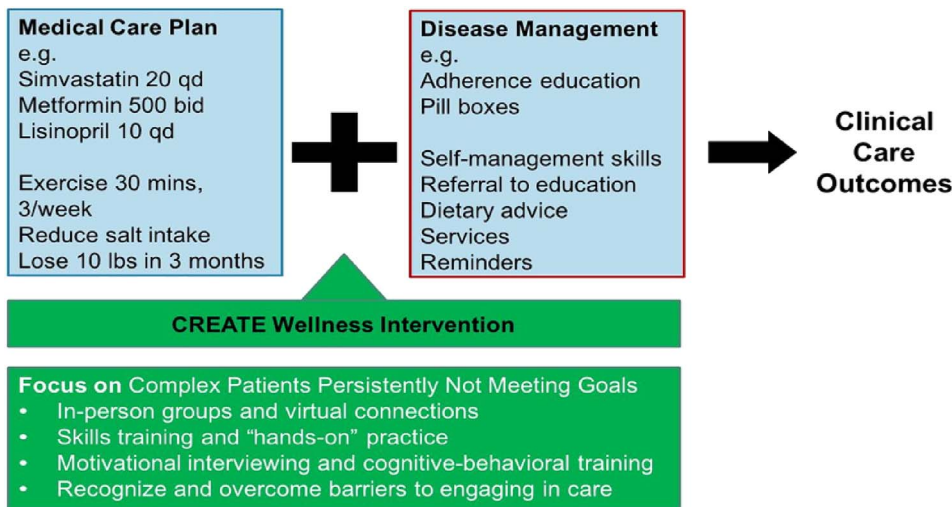 Medical Care Plan
e.g.
Simvastatin 20 qd
Metformin 500 bid
Lisinopril 10 qd
Exercise 30 mins,
3/week
Reduce salt intake
Lose 10 lbs in 3 months
Disease Management
e.g.
Adherence education
Pill boxes
Self-management skills
Referral to education
Dietary advice
Services
Reminders
Clinical
Care
Outcomes
CREATE Wellness Intervention
Focus on Complex Patients Persistently Not Meeting Goals
• In-person groups and virtual connections
• Skills training and “hands-on” practice
• Motivational interviewing and cognitive-behavioral training
• Recognize and overcome barriers to engaging in care